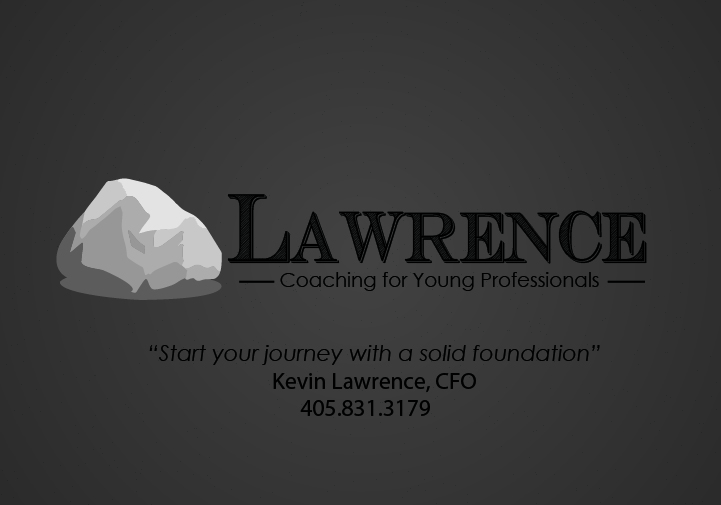 LAWRENCE
Coaching for Young Professionals
“Start your journey with a solid foundation”
Kevin Lawrence, CFO
405.831.3179